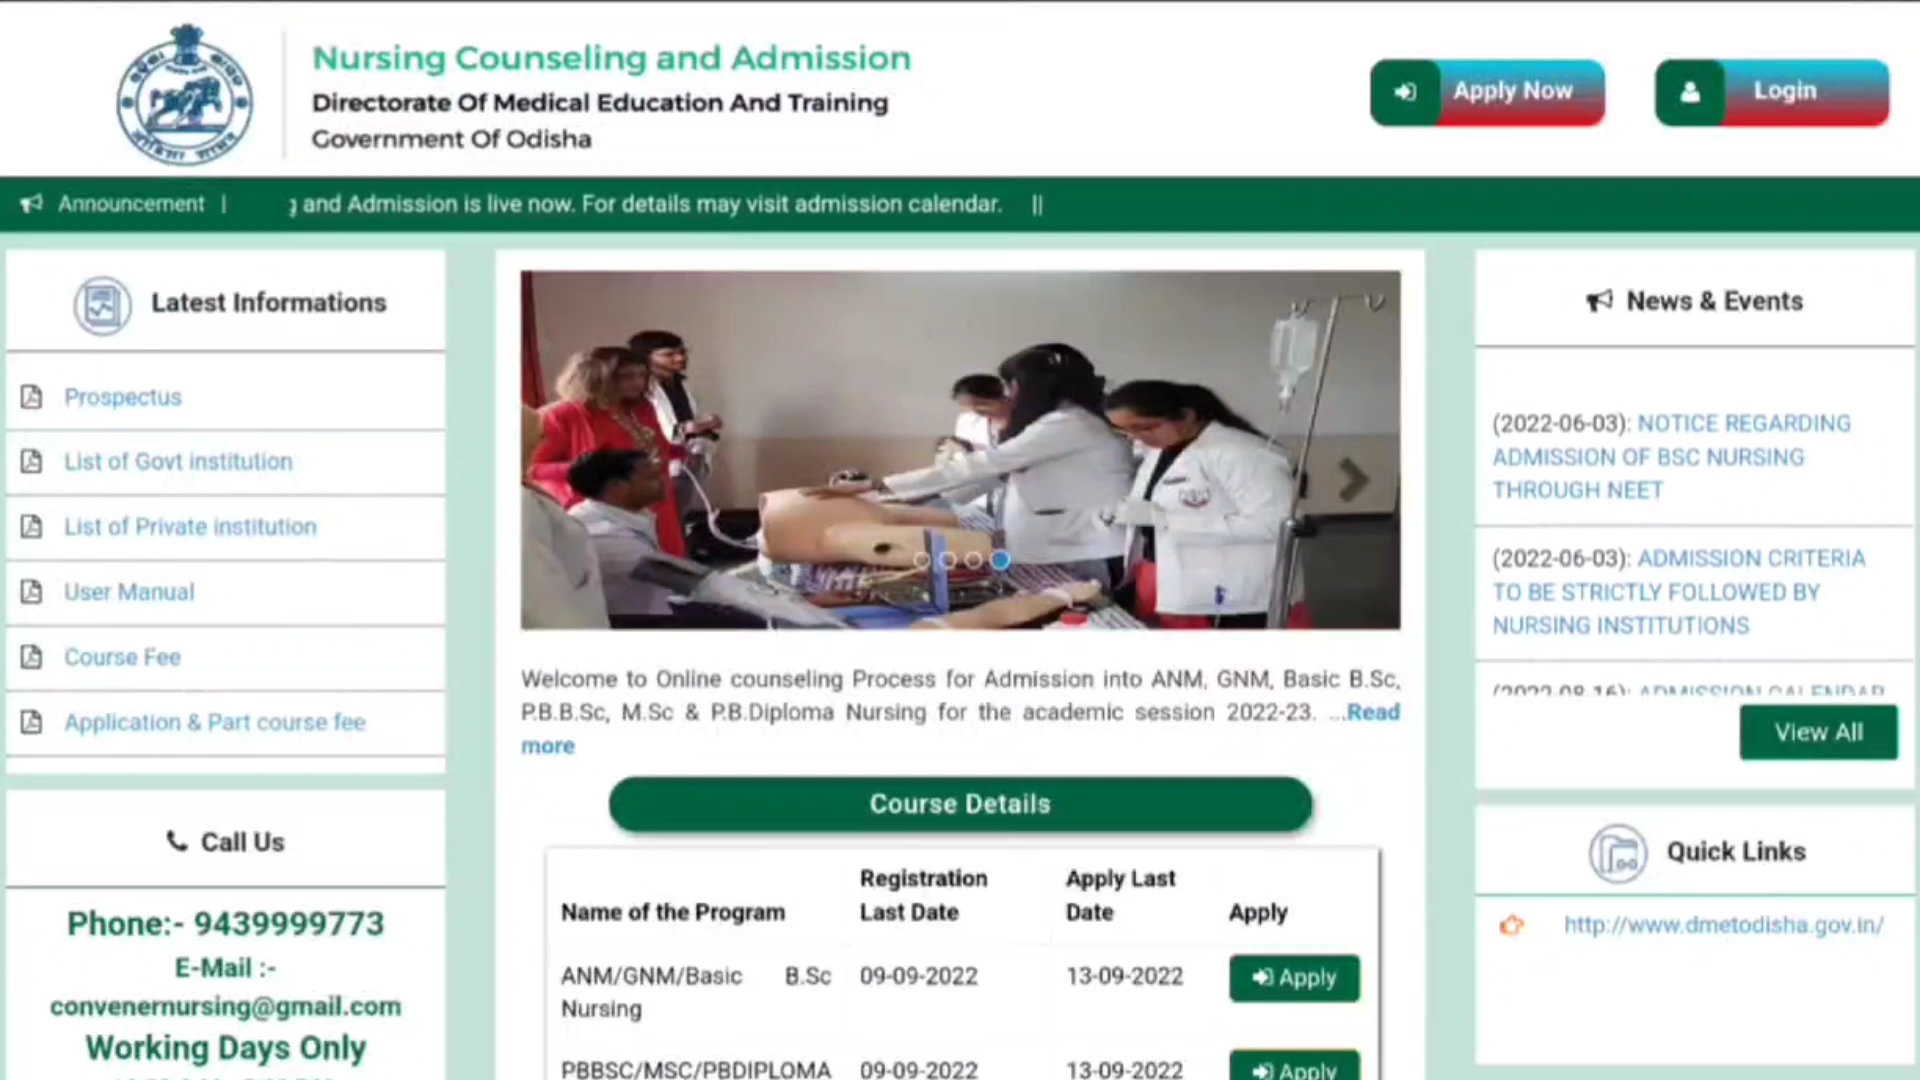 Nursing Counseling and Admission
Directorate Of Medical Education And Training
Government Of Odisha
Apply Now
Login
Announcement |
and Admission is live now. For details may visit admission calendar. ||
Latest Informations
Prospectus
List of Govt institution
List of Private institution
User Manual
Course Fee
Application & Part course fee
Call Us
Phone:- 9439999773
E-Mail :-
convenernursing@gmail.com
Working Days Only
Welcome to Online counseling Process for Admission into ANM, GNM, Basic B.Sc,
P.B.B.Sc, M.Sc & P.B.Diploma Nursing for the academic session 2022-23. ...Read
more
Course Details
Name of the Program
Registration
Last Date
Apply Last
Date
Apply
ANM/GNM/Basic B.Sc
Nursing
09-09-2022
13-09-2022
Apply
PBBSC/MSC/PBDIPLOMA
09-09-2022
13-09-2022
Apply
News & Events
(2022-06-03): NOTICE REGARDING
ADMISSION OF BSC NURSING
THROUGH NEET
(2022-06-03): ADMISSION CRITERIA
TO BE STRICTLY FOLLOWED BY
NURSING INSTITUTIONS
(2022-08-16): ADMISSION CALENDAR
View All
Quick Links
http://www.dmetodisha.gov.in/